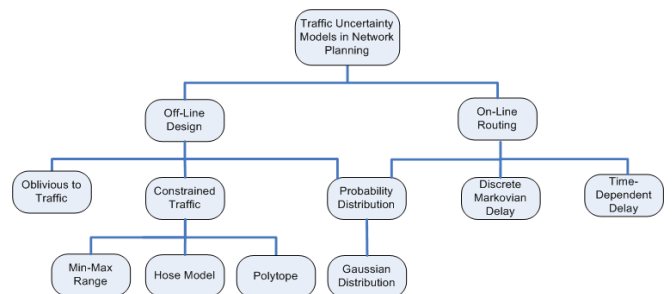 Traffic Uncertainty
Models in Network
Planning
Off-Line
Design
On-Line
Routing
Oblivious to
Traffic
Constrained
Traffic
Probability
Distribution
Discrete
Markovian
Delay
Time-
Dependent
Delay
Min-Max
Range
Hose Model
Polytope
Gaussian
Distribution